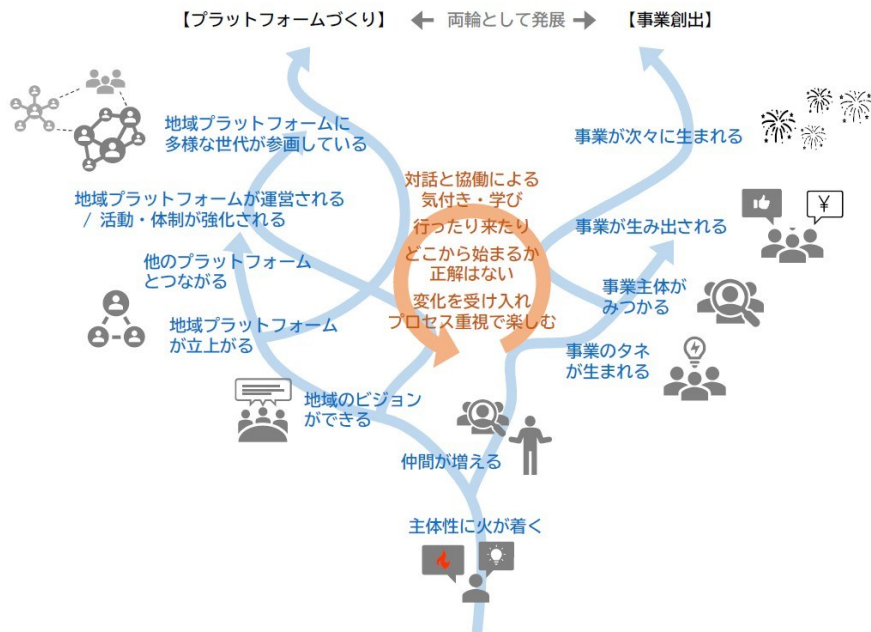 【プラットフォームづくり】 ← 両輪として発展 → 【事業創出】
地域プラットフォームに
多様な世代が参画している
事業が次々に生まれる
対話と協働による
気付き・学び
地域プラットフォームが運営される
/ 活動・体制が強化される
行ったり来たり
事業が生み出される
¥
どこから始まるか
正解はない
他のプラットフォーム
とつながる
変化を受け入れ
プロセス重視で楽しむ
事業主体が
みつかる
地域プラットフォーム
が立上がる
事業のタネ
が生まれる
地域のビジョン
ができる
仲間が増える
主体性に火が着く